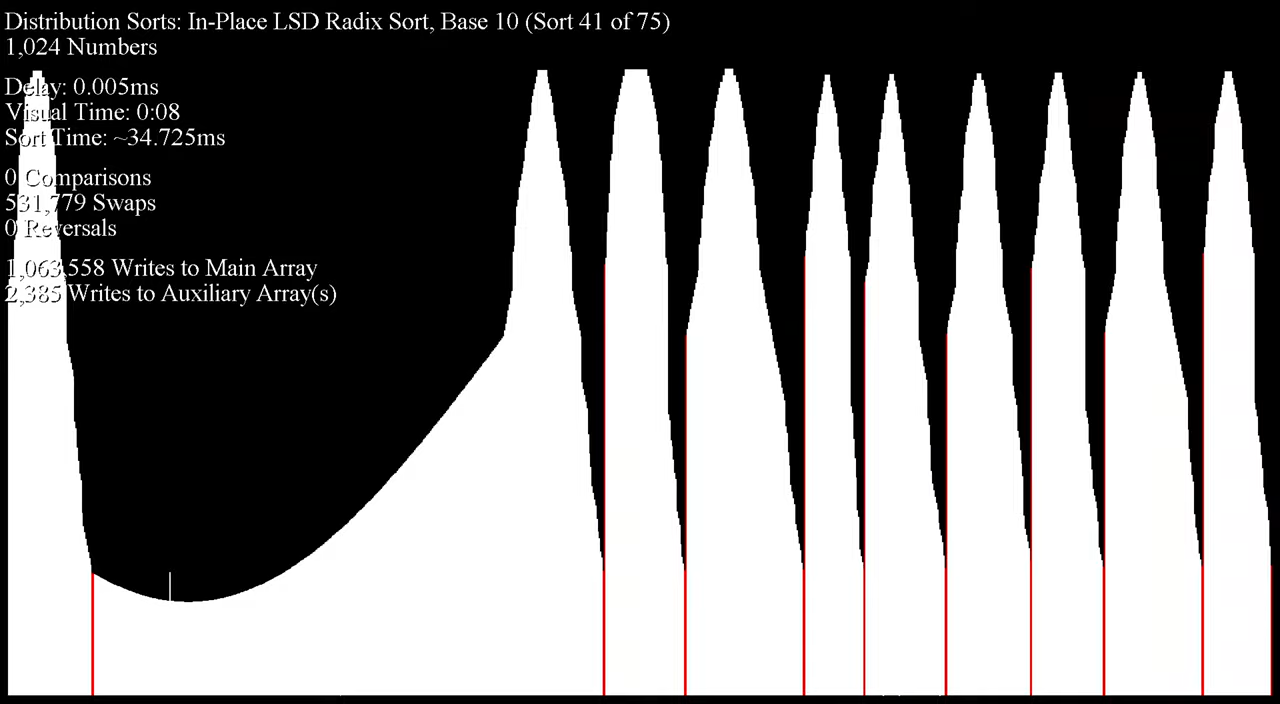 Distribution Sorts: In-Place LSD Radix Sort, Base 10 (Sort 41 of 75)
1,024 Numbers
Delay: 0.005ms
Visual Time: 0:08
Sort Time: ~34.725ms
0 Comparisons
531,779 Swaps
0 Reversals
1,063,558 Writes to Main Array
2,385 Writes to Auxiliary Array(s)